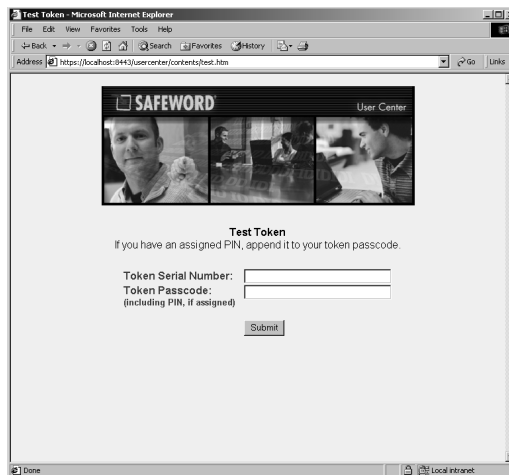 Test Token - Microsoft Internet Explorer
File Edit View Favorites Tools Help
Back Search Favorites History
Address https://localhost:8443/usercenter/contents/test.htm Go Links
SAFEWORD
User Center
Test Token
If you have an assigned PIN, append it to your token passcode.
Token Serial Number:
Token Passcode:
(including PIN, if assigned)
Submit
Done Local intranet